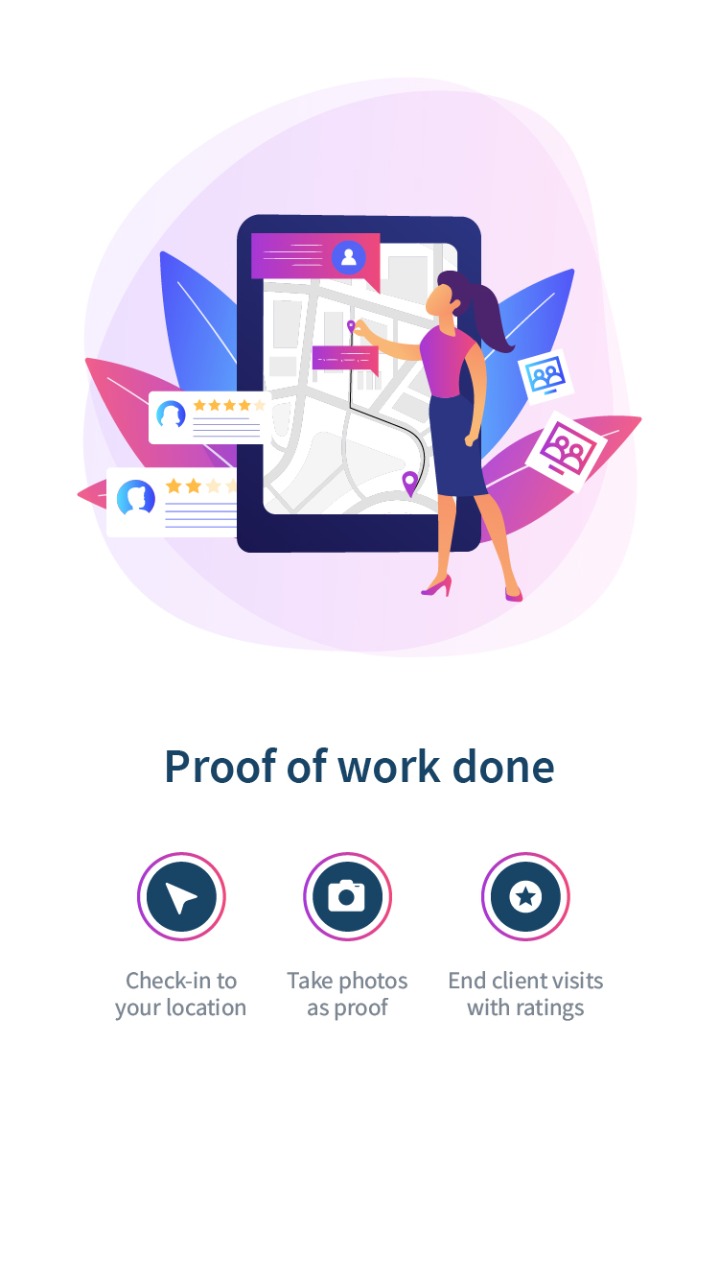 Proof of work done
Check-in to
your location
Take photos
as proof
End client visits
with ratings